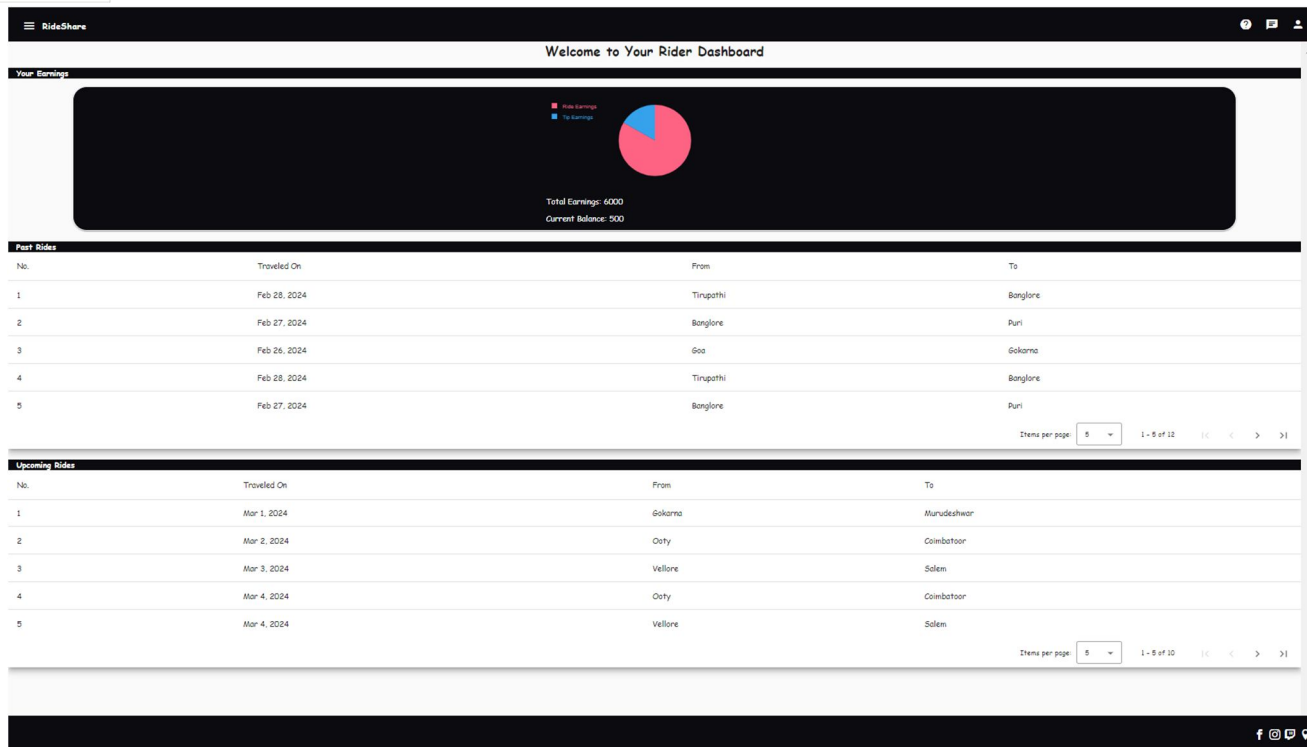 RideShare
Welcome to Your Rider Dashboard
Your Earnings
Ride Earnings
Tip Earnings
Total Earnings: 6000
Current Balance: 500
Past Rides
No. Traveled On From To
1 Feb 28, 2024 Tirupathi Banglore
2 Feb 27, 2024 Banglore Puri
3 Feb 26, 2024 Goa Gokarna
4 Feb 28, 2024 Tirupathi Banglore
5 Feb 27, 2024 Banglore Puri
Items per page: 5 1 - 5 of 12
Upcoming Rides
No. Traveled On From To
1 Mar 1, 2024 Gokarna Murudeshwar
2 Mar 2, 2024 Ooty Coimbatoor
3 Mar 3, 2024 Vellore Salem
4 Mar 4, 2024 Ooty Coimbatoor
5 Mar 4, 2024 Vellore Salem
Items per page: 5 1 - 5 of 10